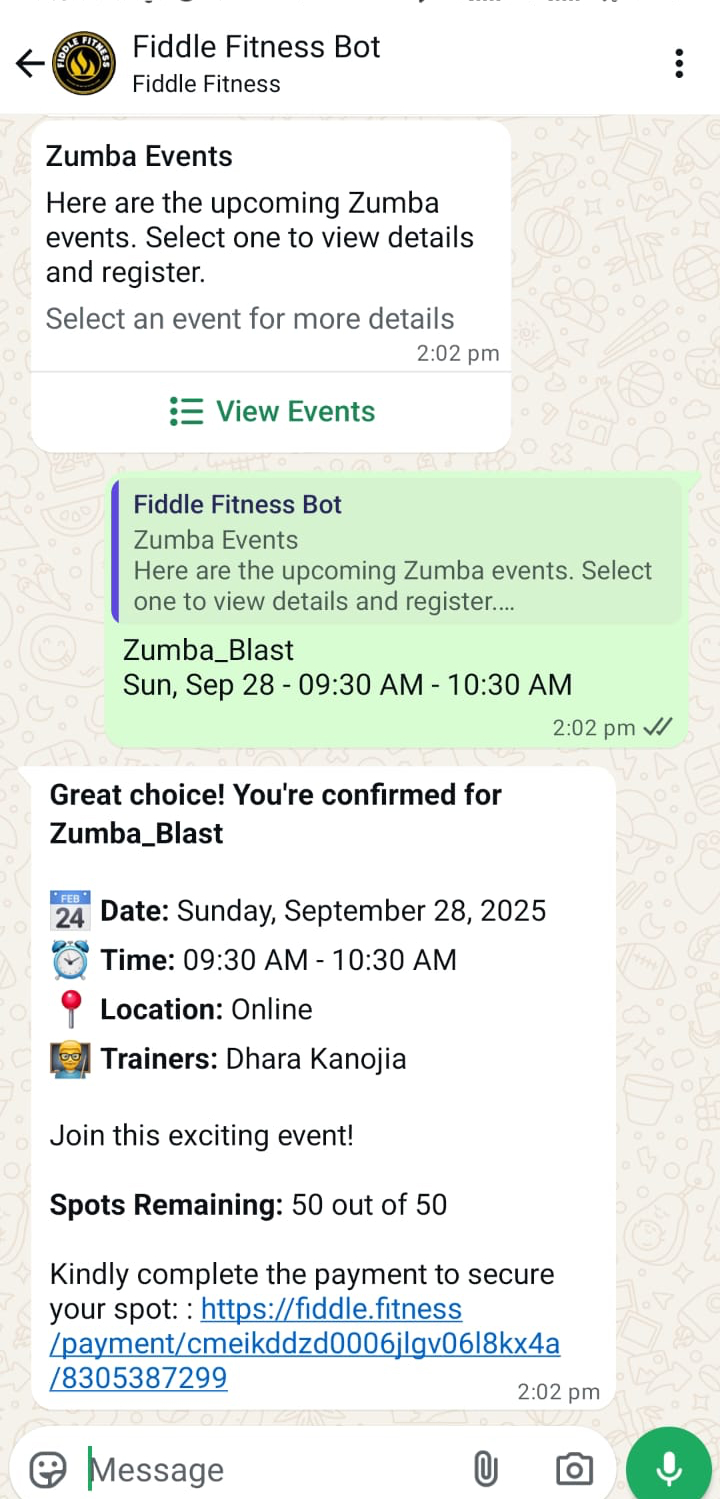 FIDDLE FITNESS
Fiddle Fitness Bot
Fiddle Fitness
Zumba Events
Here are the upcoming Zumba
events. Select one to view details
and register.
Select an event for more details
2:02 pm
View Events
Fiddle Fitness Bot
Zumba Events
Here are the upcoming Zumba events. Select
one to view details and register....
Zumba_Blast
Sun, Sep 28 - 09:30 AM - 10:30 AM
2:02 pm
Great choice! You're confirmed for
Zumba_Blast
FEB
24
Date: Sunday, September 28, 2025
Time: 09:30 AM - 10:30 AM
Location: Online
Trainers: Dhara Kanojia
Join this exciting event!
Spots Remaining: 50 out of 50
Kindly complete the payment to secure
your spot: : https://fiddle.fitness
/payment/cmeikddzd0006jlgv06l8kx4a
/8305387299
2:02 pm
Message